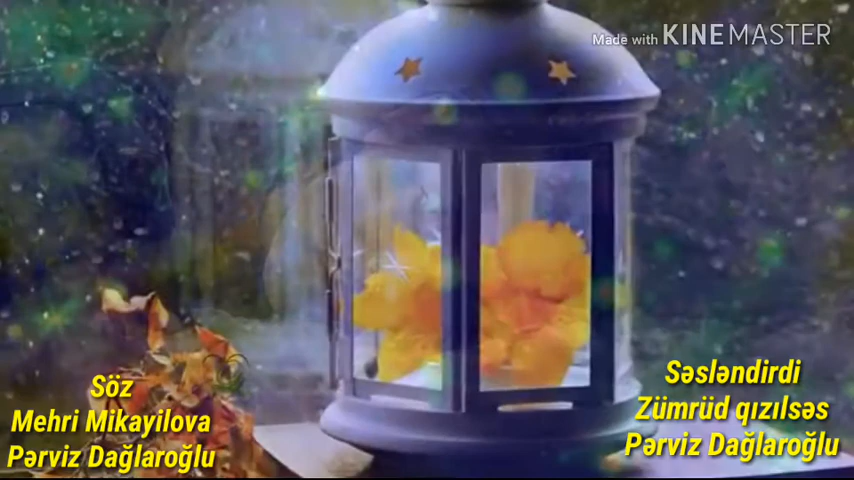 Made with KINEMASTER
Söz
Mehri Mikayilova
Pərviz Dağlaroğlu
Səsləndirdi
Zümrüd qızılsəs
Pərviz Dağlaroğlu